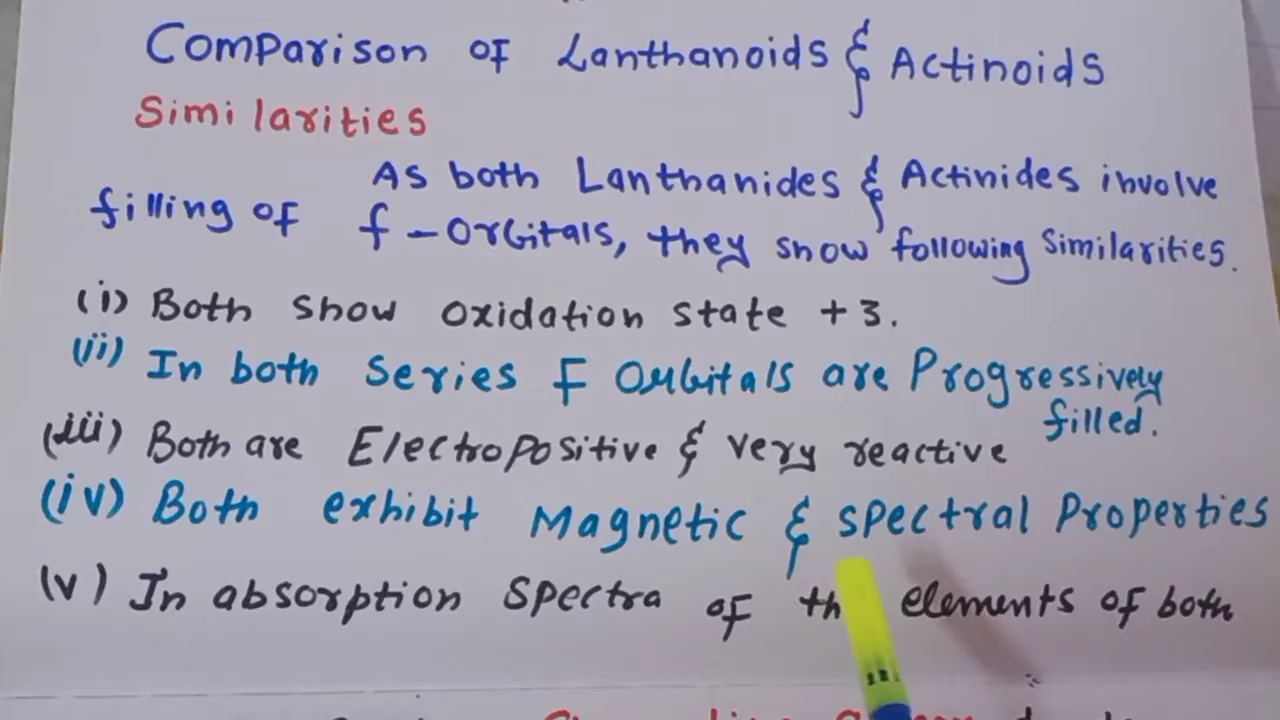 Comparison of Lanthanoids & Actinoids
Similarities
As both Lanthanides & Actinides involve
filling of f-orbitals, they show following similarities.
(i) Both show oxidation state +3.
(ii) In both series F orbitals are Progressively
filled.
(iii) Both are Electropositive & very reactive
(iv) Both exhibit Magnetic & spectral Properties
(v) In absorption spectra of th elements of both